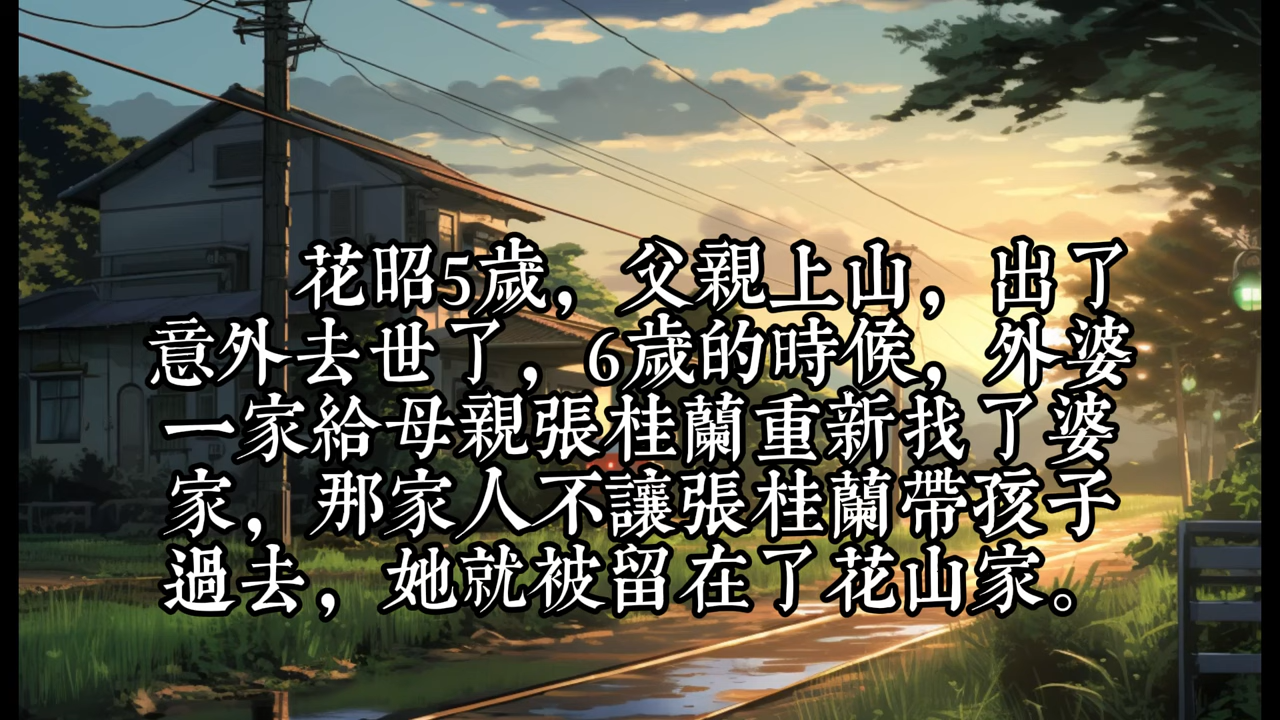 花昭5歲，父親上山，出了
意外去世了，6歲的時候，外婆
一家給母親張桂蘭重新找了婆
家，那家人不讓張桂蘭帶孩子
過去，她就被留在了花山家。